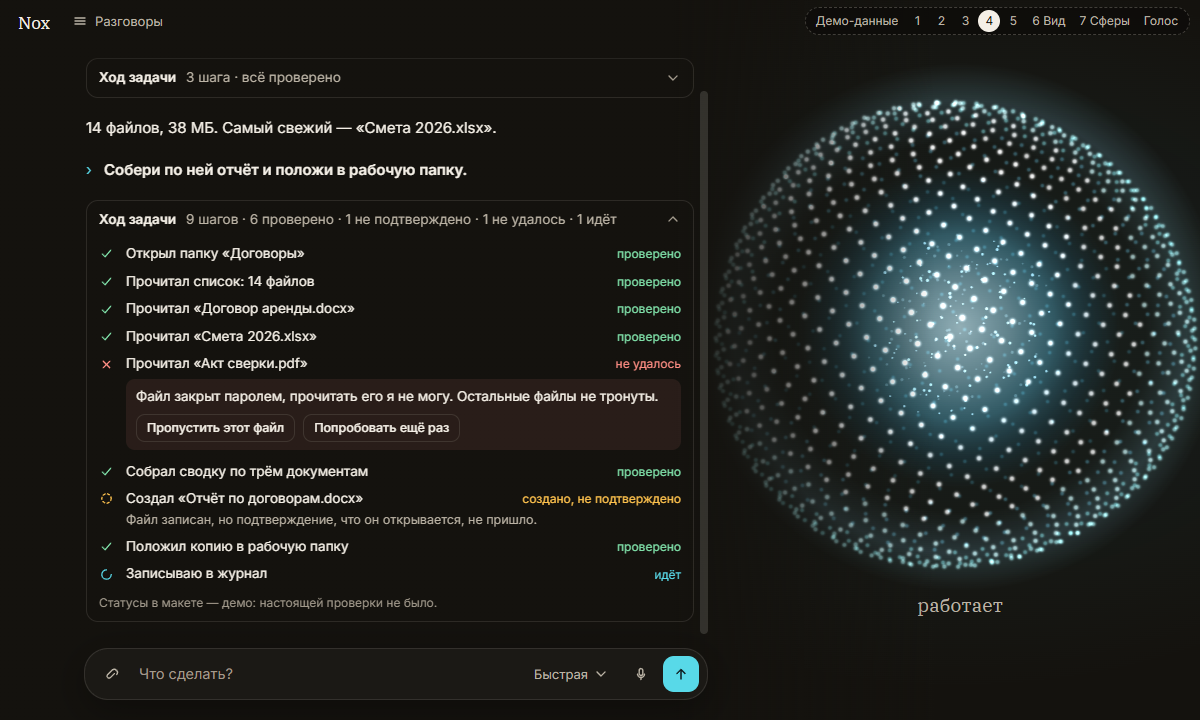 Nox
Разговоры
Демо-данные 1 2 3 4 5 6 Вид 7 Сферы Голос
Ход задачи 3 шага · всё проверено
14 файлов, 38 МБ. Самый свежий — «Смета 2026.xlsx».
› Собери по ней отчёт и положи в рабочую папку.
Ход задачи 9 шагов · 6 проверено · 1 не подтверждено · 1 не удалось · 1 идёт
Открыл папку «Договоры» проверено
Прочитал список: 14 файлов проверено
Прочитал «Договор аренды.docx» проверено
Прочитал «Смета 2026.xlsx» проверено
Прочитал «Акт сверки.pdf» не удалось
Файл закрыт паролем, прочитать его я не могу. Остальные файлы не тронуты.
Пропустить этот файл Попробовать ещё раз
Собрал сводку по трём документам проверено
Создал «Отчёт по договорам.docx» создано, не подтверждено
Файл записан, но подтверждение, что он открывается, не пришло.
Положил копию в рабочую папку проверено
Записываю в журнал идёт
Статусы в макете — демо: настоящей проверки не было.
работает
Что сделать? Быстрая